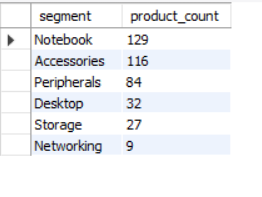 segment product_count
Notebook 129
Accessories 116
Peripherals 84
Desktop 32
Storage 27
Networking 9